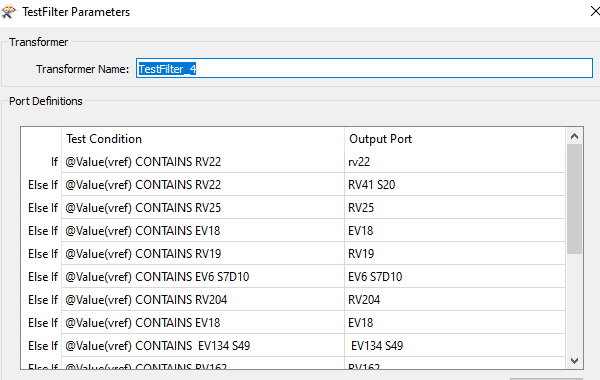 TestFilter Parameters
Transformer
Transformer Name: TestFilter_4
Port Definitions
Test Condition Output Port
If @Value(vref) CONTAINS RV22 rv22
Else If @Value(vref) CONTAINS RV22 RV41 S20
Else If @Value(vref) CONTAINS RV25 RV25
Else If @Value(vref) CONTAINS EV18 EV18
Else If @Value(vref) CONTAINS RV19 RV19
Else If @Value(vref) CONTAINS EV6 S7D10 EV6 S7D10
Else If @Value(vref) CONTAINS RV204 RV204
Else If @Value(vref) CONTAINS EV18 EV18
Else If @Value(vref) CONTAINS  EV134 S49 EV134 S49
Else If @Value(vref) CONTAINS RV162 RV162